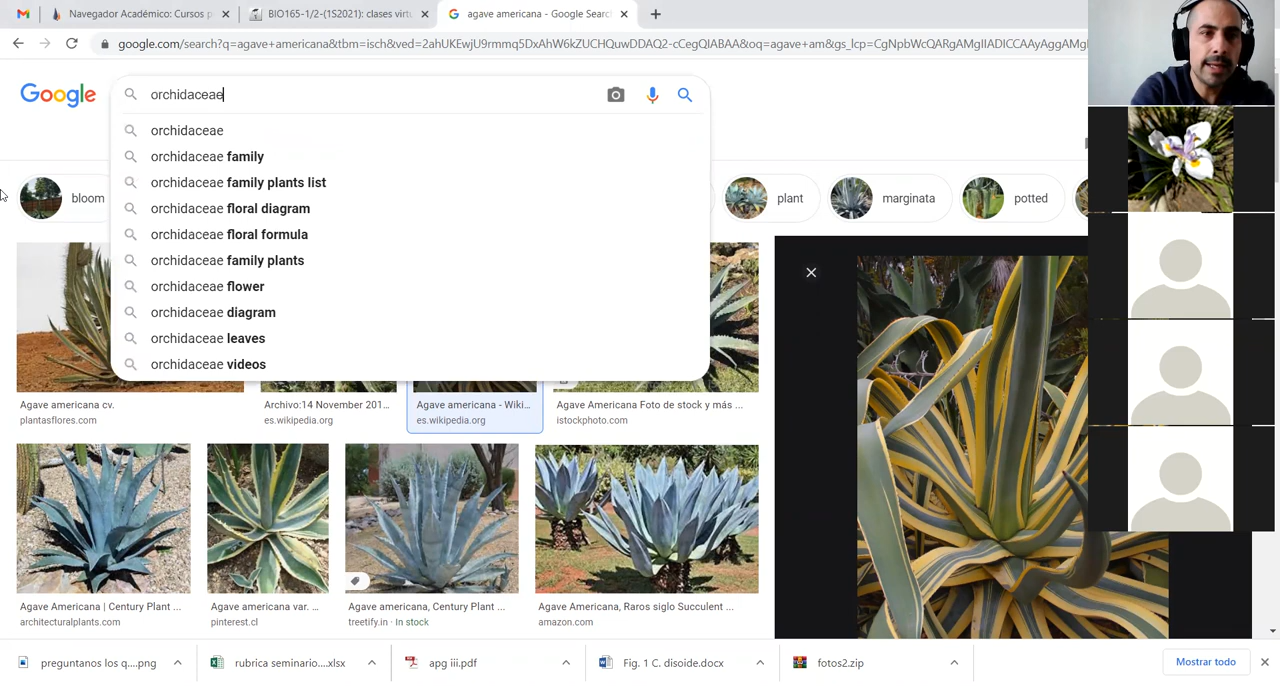 Navegador Académico: Cursos p
BIO165-1/2-(1S2021): clases virtu
agave americana - Google Searc
google.com/search?q=agave+americana&tbm=isch&ved=2ahUKEwjU9rmmq5DxAhW6kZUCHQuwDDAQ2-cCegQIABAA&oq=agave+am&gs_lcp=CgNpbWcQARgAMgIIADICCAAyAggAMg
Google
orchidaceae
orchidaceae
orchidaceae family
orchidaceae family plants list
orchidaceae floral diagram
orchidaceae floral formula
orchidaceae family plants
orchidaceae flower
orchidaceae diagram
orchidaceae leaves
orchidaceae videos
bloom
plant
marginata
potted
Agave americana cv.
plantasflores.com
Archivo:14 November 201...
es.wikipedia.org
Agave americana - Wiki...
es.wikipedia.org
Agave Americana Foto de stock y más ...
istockphoto.com
Agave Americana | Century Plant ...
architecturalplants.com
Agave americana var. ...
pinterest.cl
Agave americana, Century Plant ...
treetify.in · In stock
Agave Americana, Raros siglo Succulent ...
amazon.com
preguntanos los q....png
rubrica seminario....xlsx
apg iii.pdf
Fig. 1 C. disoide.docx
fotos2.zip
Mostrar todo